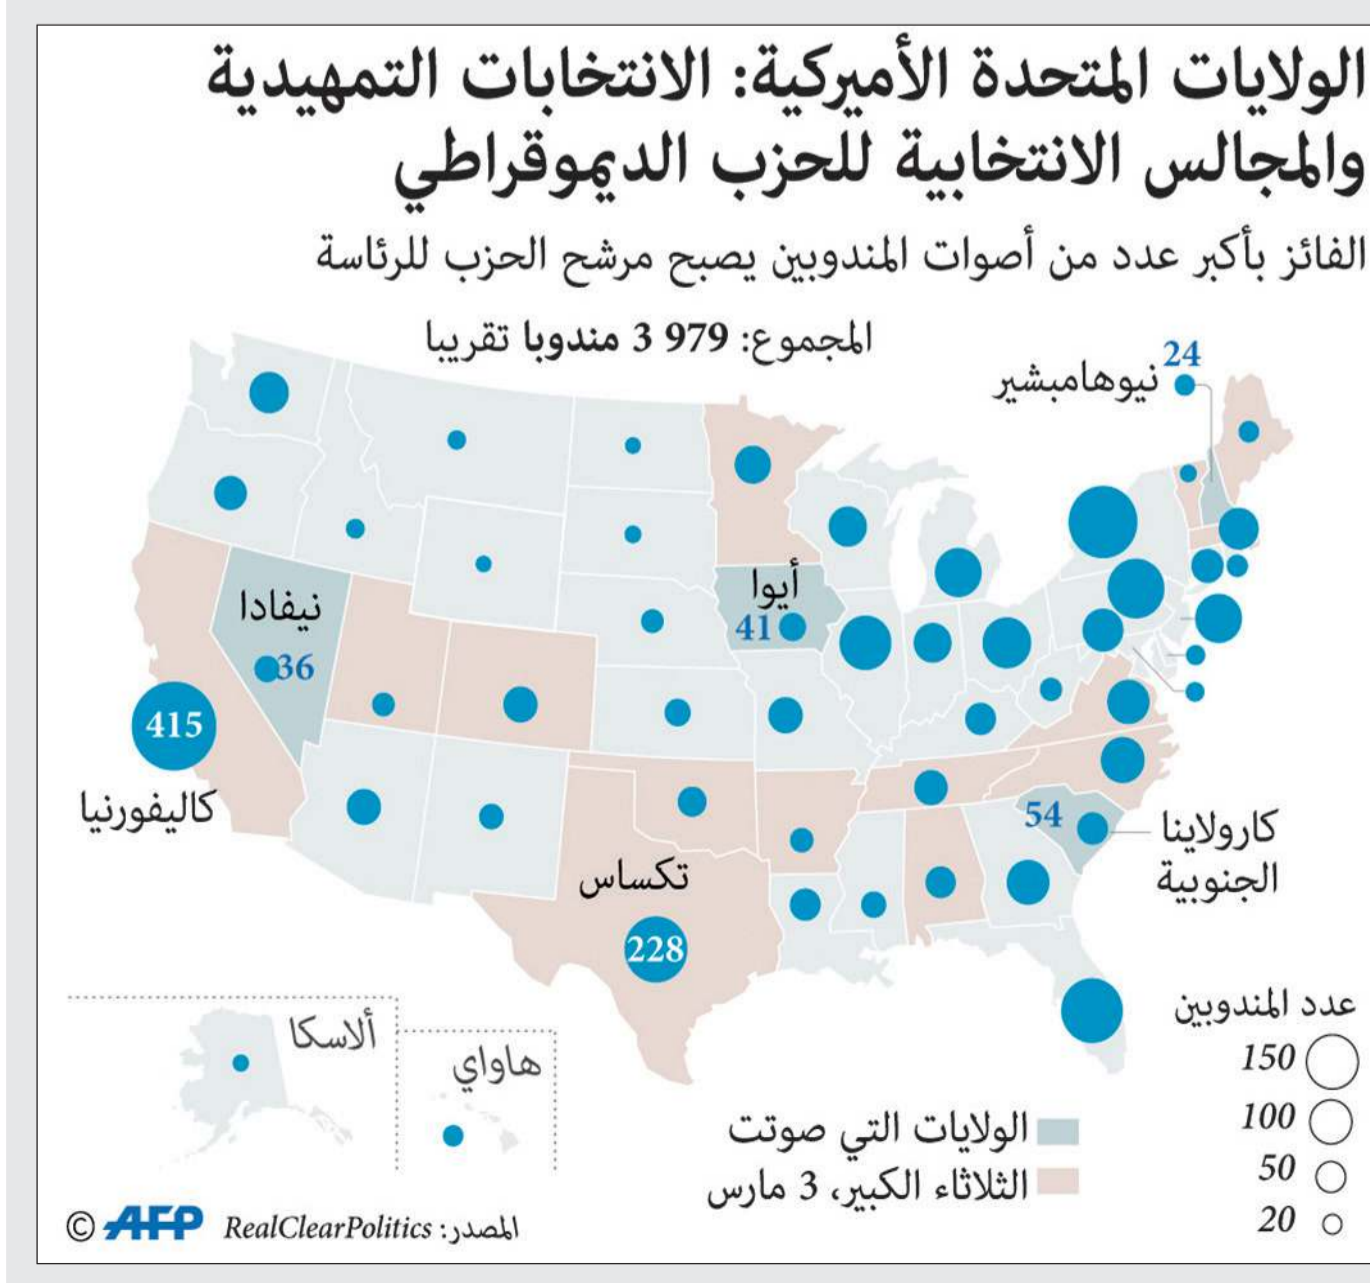 الولايات المتحدة الأميركية: الانتخابات التمهيدية
والمجالس الانتخابية للحزب الديموقراطي
الفائز بأكبر عدد من أصوات المندوبين يصبح مرشح الحزب للرئاسة
المجموع: 979 3 مندوبا تقريبا
24
نيوهامبشير
أيوا
41
نيفادا
36
415
كاليفورنيا
54
كارولاينا
الجنوبية
تكساس
228
ألاسكا
هاواي
عدد المندوبين
150
100
50
20
الولايات التي صوتت
الثلاثاء الكبير، 3 مارس
المصدر: RealClearPolitics
AFP ©